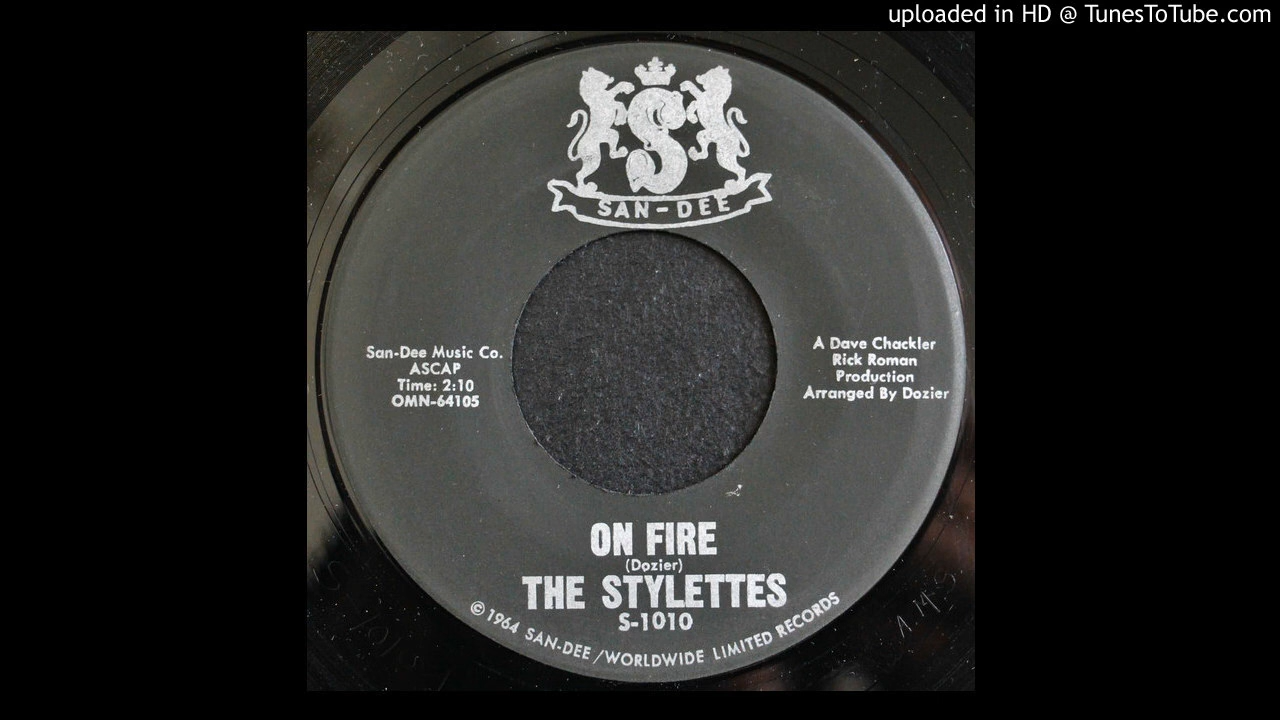 uploaded in HD @ TunesToTube.com
S
SAN-DEE
San-Dee Music Co.
ASCAP
Time: 2:10
OMN-64105
A Dave Chackler
Rick Roman
Production
Arranged By Dozier
ON FIRE
(Dozier)
THE STYLETTES
S-1010
© 1964 SAN-DEE/WORLDWIDE LIMITED RECORDS